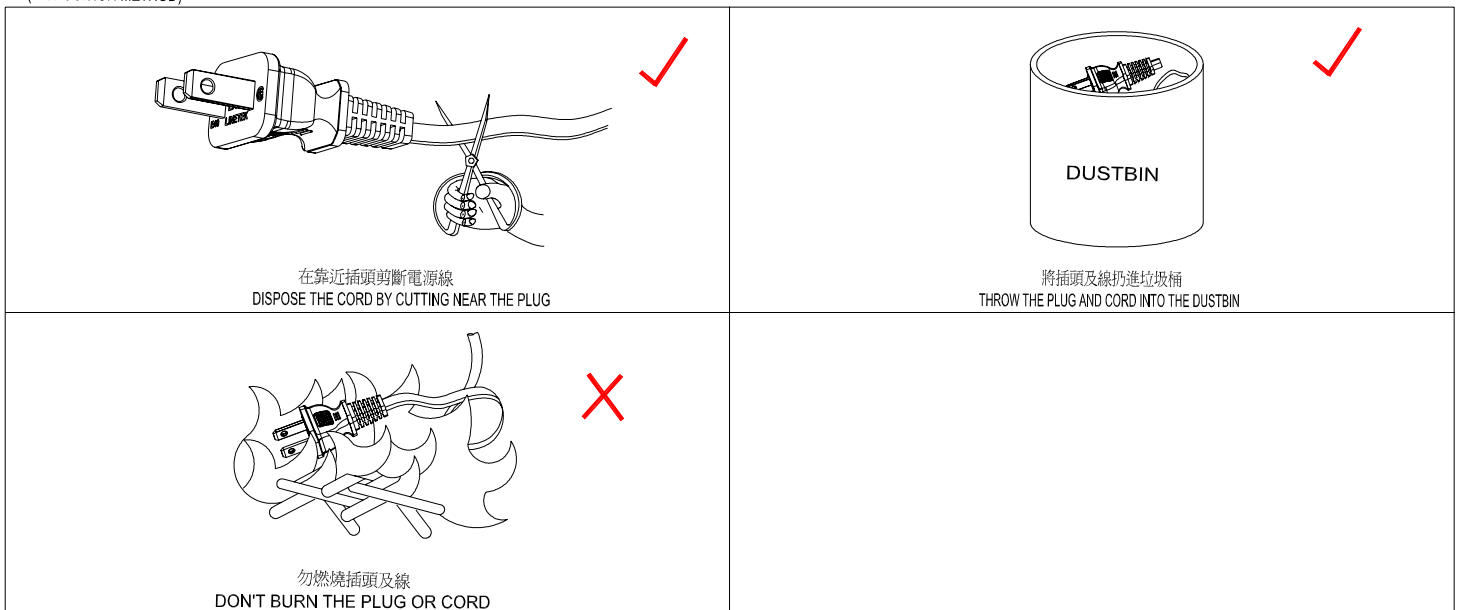 LINETEK
在靠近插頭剪斷電源線
DISPOSE THE CORD BY CUTTING NEAR THE PLUG
DUSTBIN
將插頭及線扔進垃圾桶
THROW THE PLUG AND CORD INTO THE DUSTBIN
勿燃燒插頭及線
DON'T BURN THE PLUG OR CORD